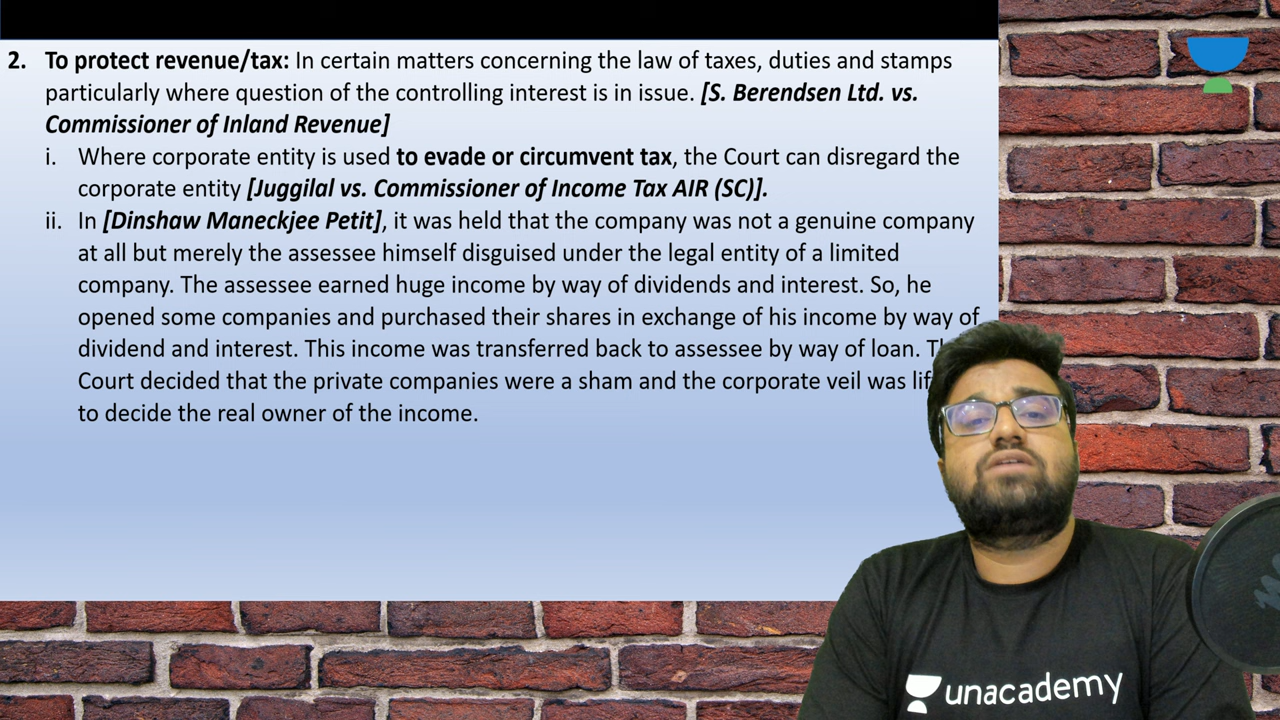 2. To protect revenue/tax: In certain matters concerning the law of taxes, duties and stamps
particularly where question of the controlling interest is in issue. [S. Berendsen Ltd. vs.
Commissioner of Inland Revenue]
i. Where corporate entity is used to evade or circumvent tax, the Court can disregard the
corporate entity [Juggilal vs. Commissioner of Income Tax AIR (SC)].
ii. In [Dinshaw Maneckjee Petit], it was held that the company was not a genuine company
at all but merely the assessee himself disguised under the legal entity of a limited
company. The assessee earned huge income by way of dividends and interest. So, he
opened some companies and purchased their shares in exchange of his income by way of
dividend and interest. This income was transferred back to assessee by way of loan.
Court decided that the private companies were a sham and the corporate veil was
to decide the real owner of the income.
unacademy